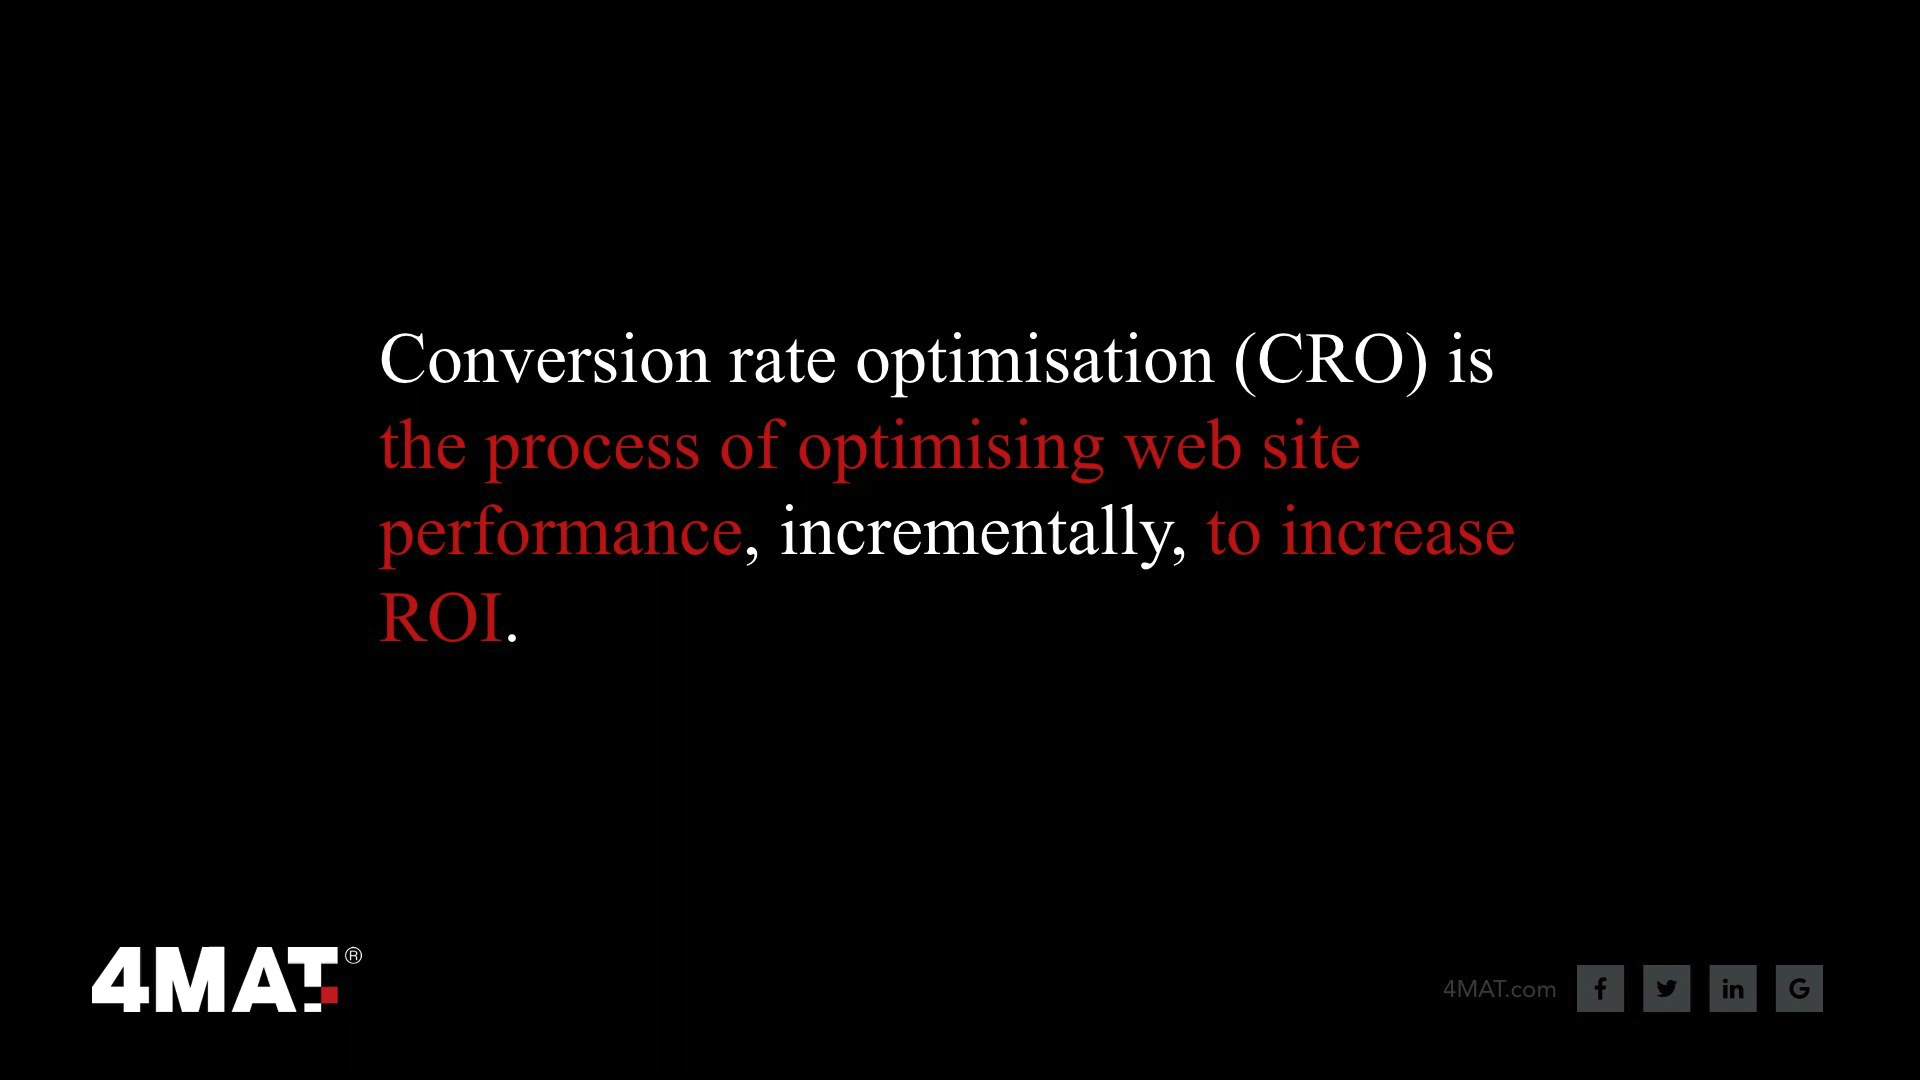 Conversion rate optimisation (CRO) is
the process of optimising web site
performance, incrementally, to increase
ROI.
4MAT®
4MAT.com